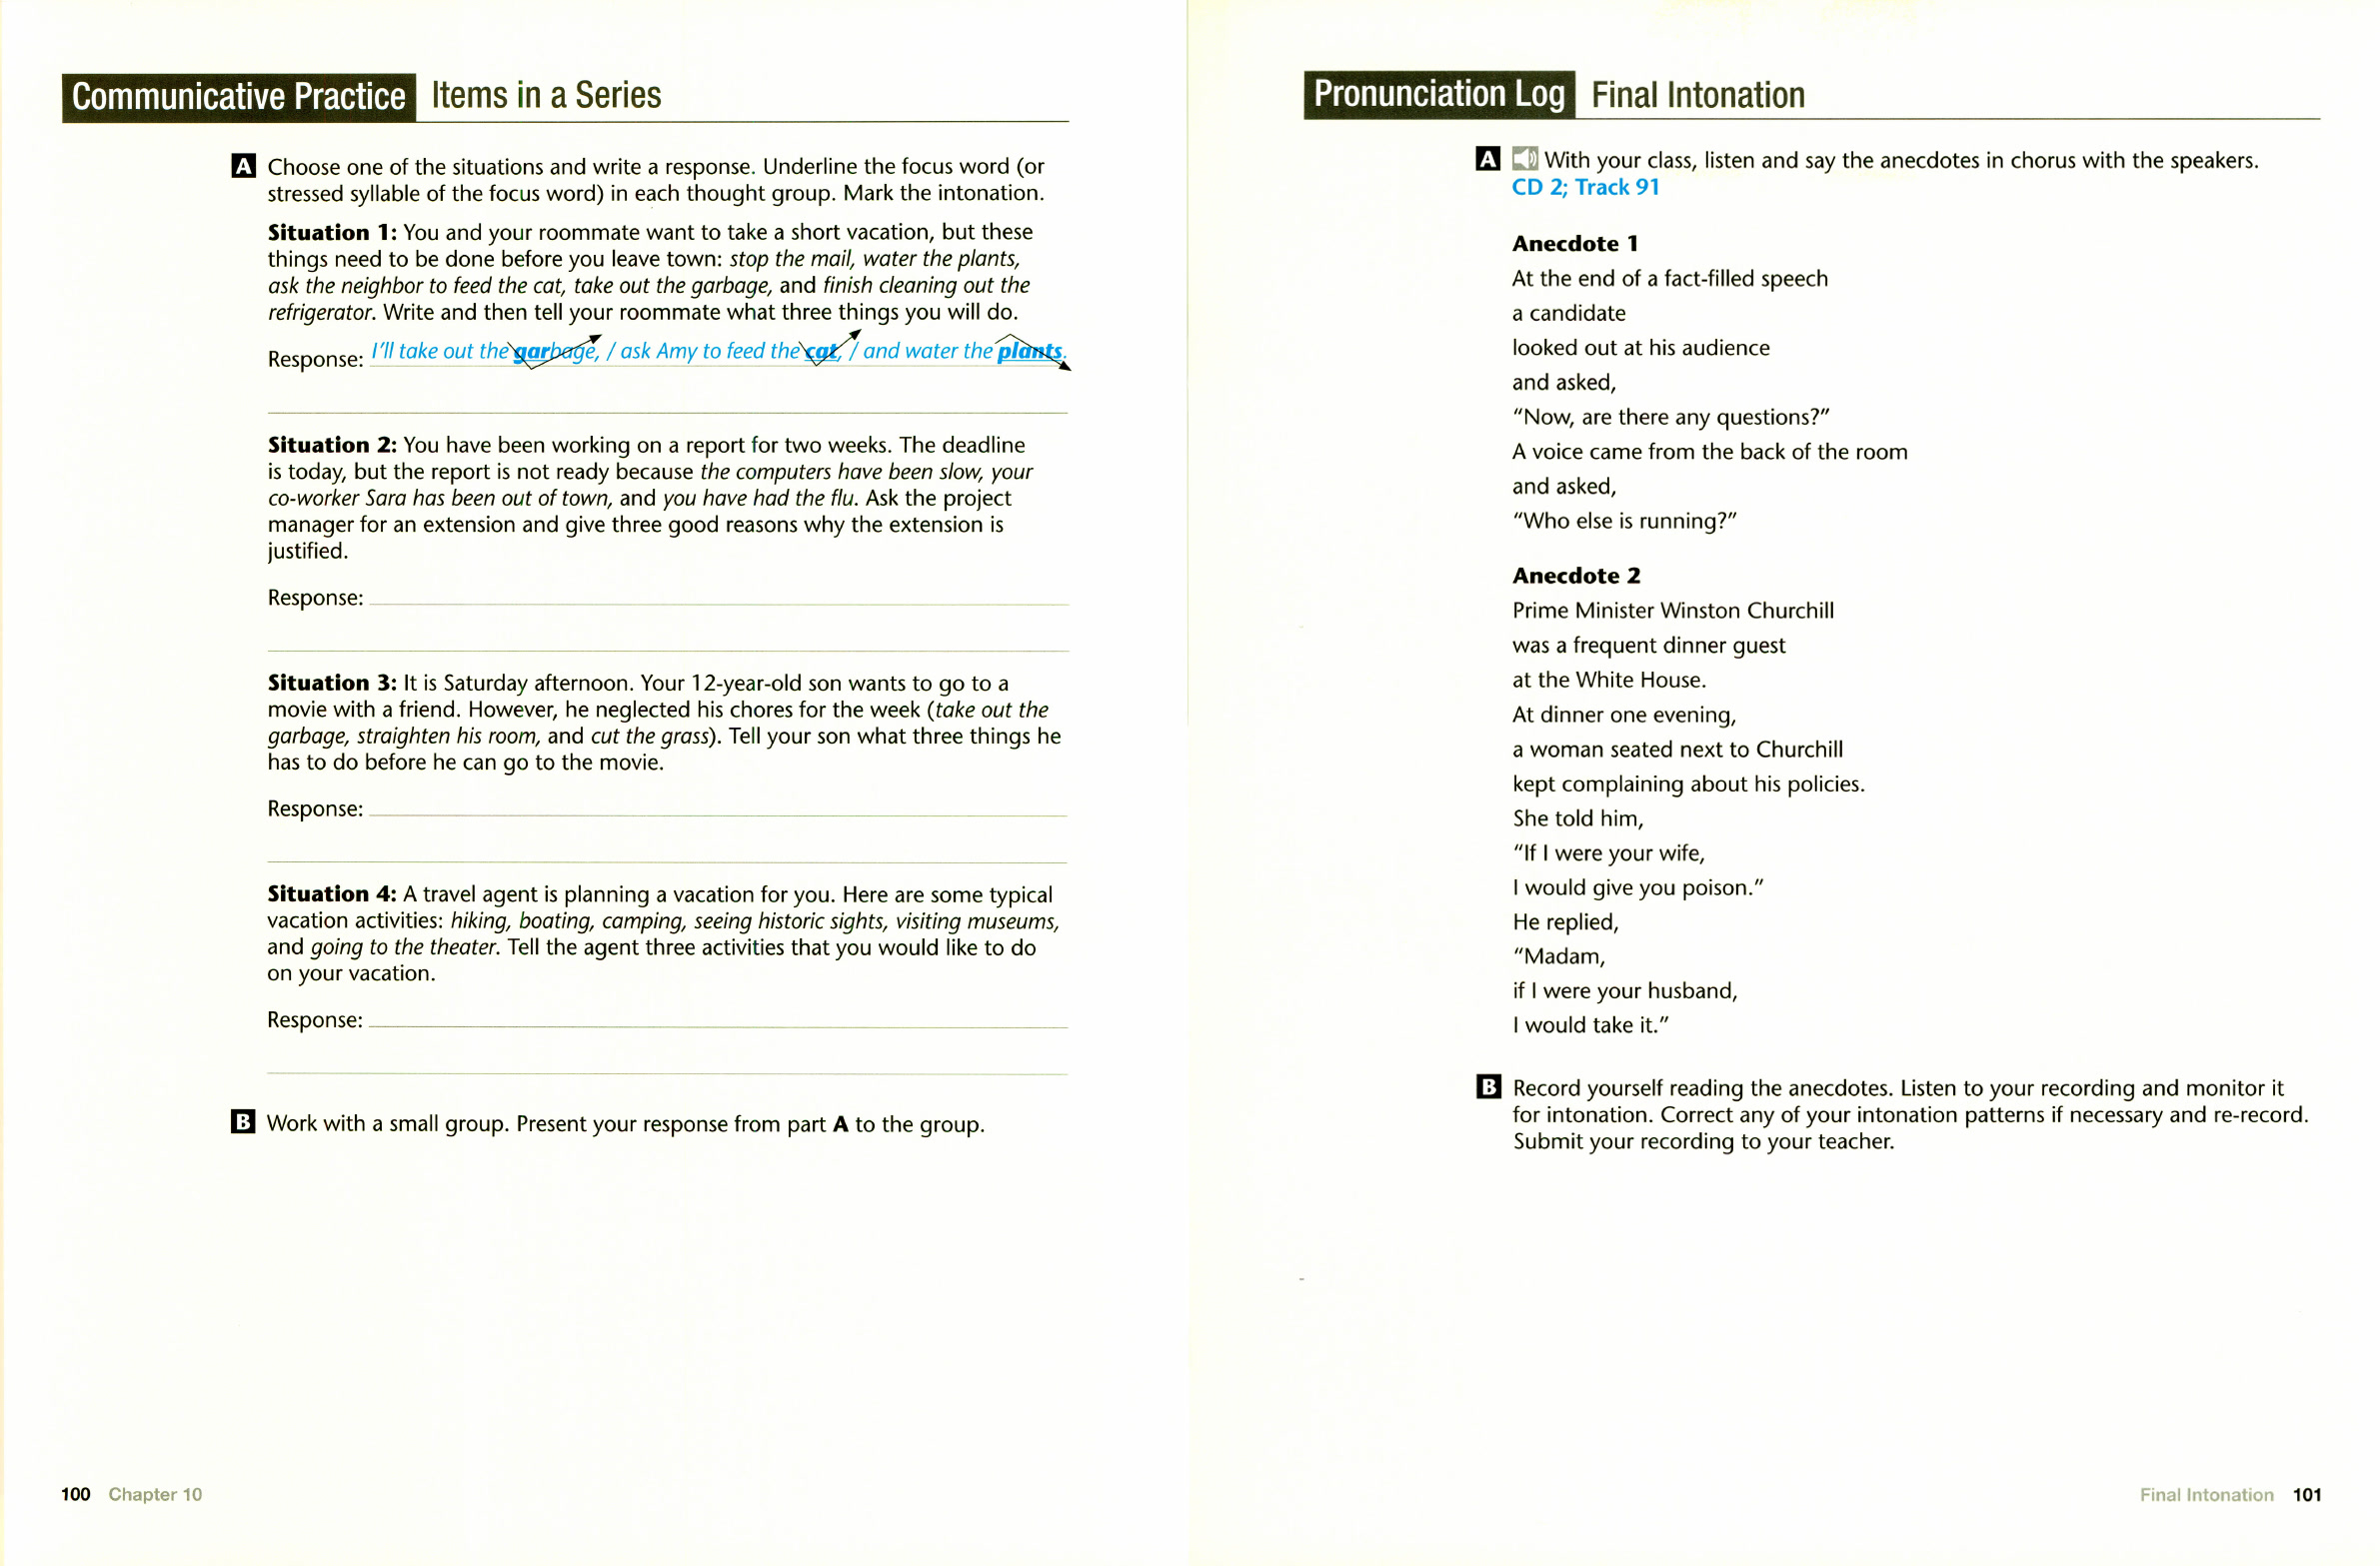 Communicative Practice Items in a Series
A Choose one of the situations and write a response. Underline the focus word (or
stressed syllable of the focus word) in each thought group. Mark the intonation.
Situation 1: You and your roommate want to take a short vacation, but these
things need to be done before you leave town: stop the mail, water the plants,
ask the neighbor to feed the cat, take out the garbage, and finish cleaning out the
refrigerator. Write and then tell your roommate what three things you will do.
Response: I'll take out the garbage, / ask Amy to feed the cat, / and water the plants.
Situation 2: You have been working on a report for two weeks. The deadline
is today, but the report is not ready because the computers have been slow, your
co-worker Sara has been out of town, and you have had the flu. Ask the project
manager for an extension and give three good reasons why the extension is
justified.
Response:
Situation 3: It is Saturday afternoon. Your 12-year-old son wants to go to a
movie with a friend. However, he neglected his chores for the week (take out the
garbage, straighten his room, and cut the grass). Tell your son what three things he
has to do before he can go to the movie.
Response:
Situation 4: A travel agent is planning a vacation for you. Here are some typical
vacation activities: hiking, boating, camping, seeing historic sights, visiting museums,
and going to the theater. Tell the agent three activities that you would like to do
on your vacation.
Response:
B Work with a small group. Present your response from part A to the group.
100 Chapter 10
Pronunciation Log Final Intonation
A With your class, listen and say the anecdotes in chorus with the speakers.
CD 2; Track 91
Anecdote 1
At the end of a fact-filled speech
a candidate
looked out at his audience
and asked,
"Now, are there any questions?"
A voice came from the back of the room
and asked,
"Who else is running?"
Anecdote 2
Prime Minister Winston Churchill
was a frequent dinner guest
at the White House.
At dinner one evening,
a woman seated next to Churchill
kept complaining about his policies.
She told him,
"If I were your wife,
I would give you poison."
He replied,
"Madam,
if I were your husband,
I would take it."
B Record yourself reading the anecdotes. Listen to your recording and monitor it
for intonation. Correct any of your intonation patterns if necessary and re-record.
Submit your recording to your teacher.
Final Intonation 101